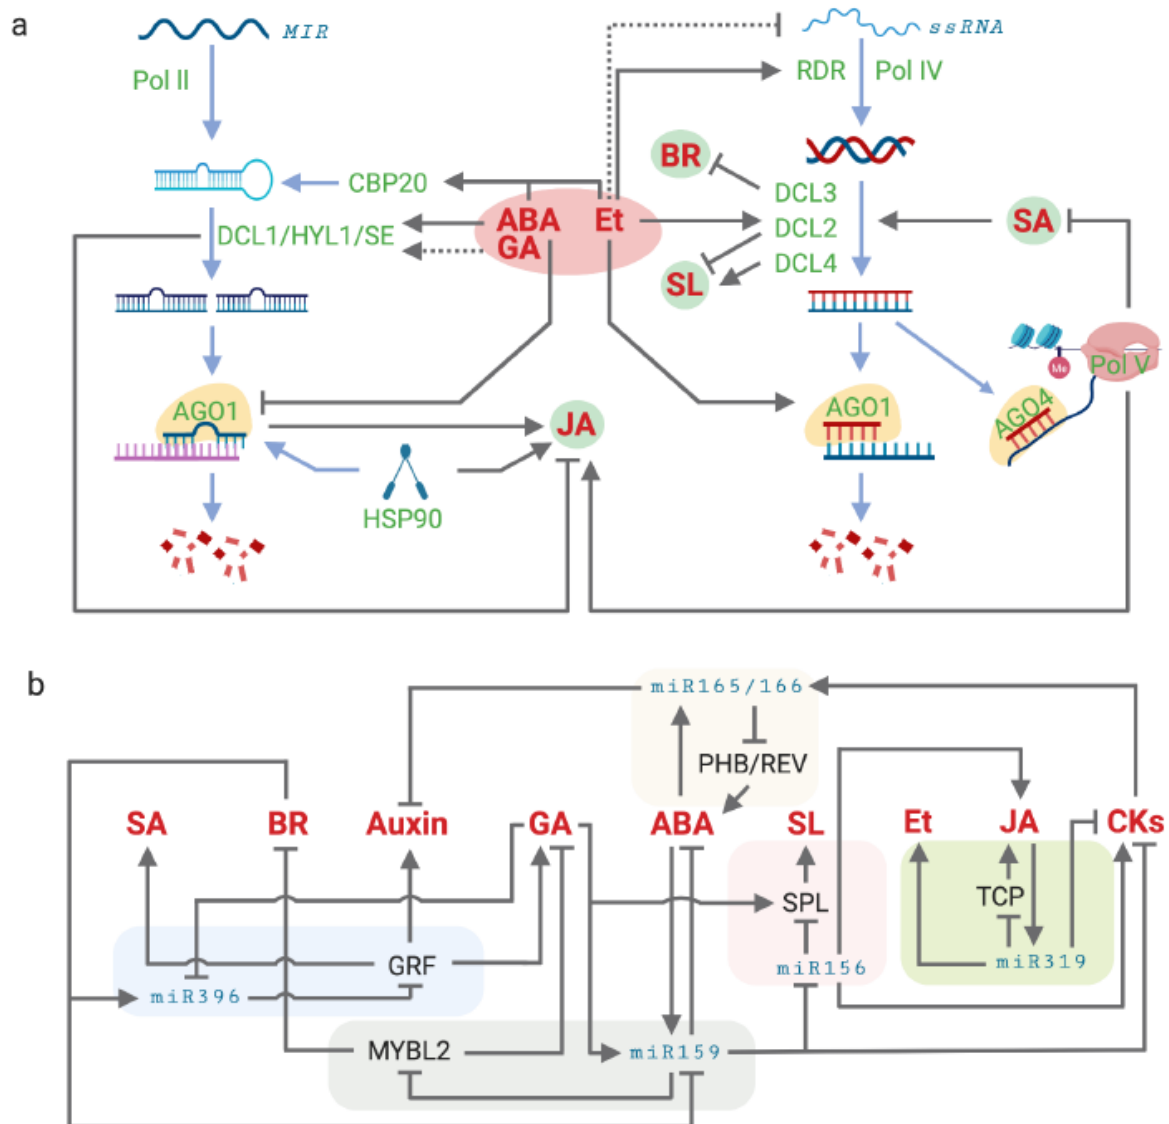 a
MIR
ssRNA
Pol II
RDR
Pol IV
BR
CBP20
DCL3
ABA
Et
DCL2
SA
DCL1/HYL1/SE
GA
DCL4
SL
Me
Pol V
AGO1
JA
AGO1
AGO4
HSP90
b
miR165/166
PHB/REV
SA
BR
Auxin
GA
ABA
SL
Et
JA
CKs
TCP
SPL
GRF
miR156
miR319
miR396
MYBL2
miR159